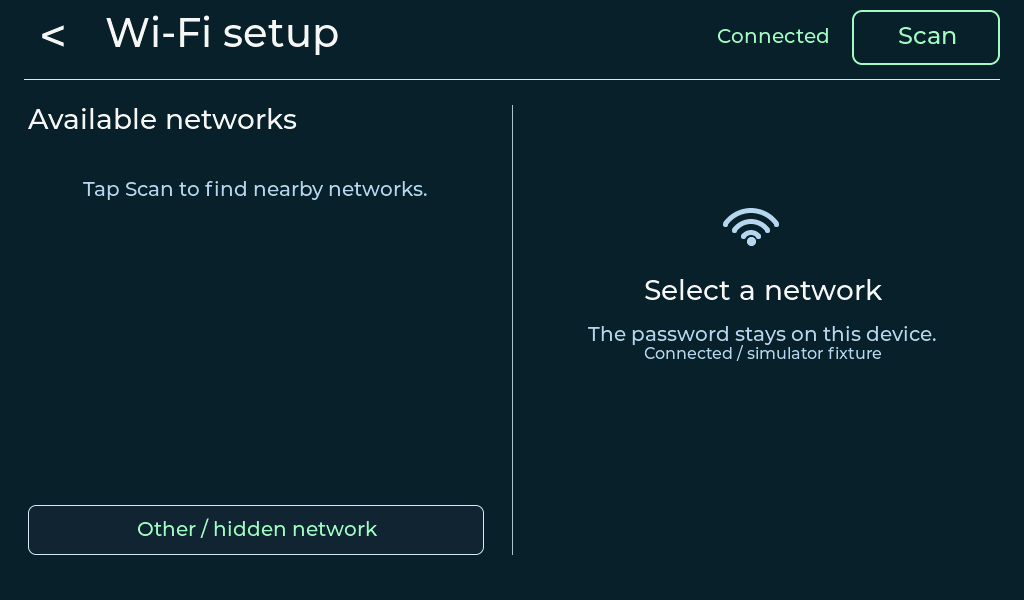 < Wi-Fi setup
Connected
Scan
Available networks
Tap Scan to find nearby networks.
Other / hidden network
Select a network
The password stays on this device.
Connected / simulator fixture